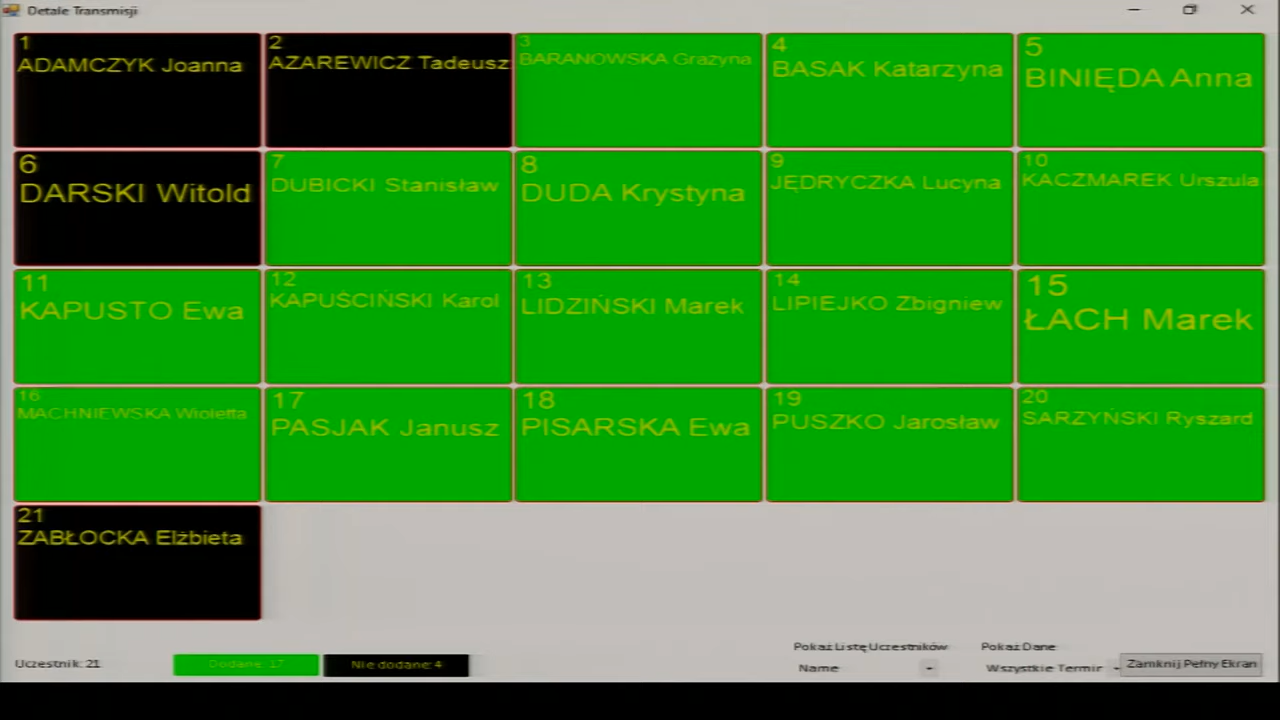 Detale Transmisji
1
ADAMCZYK Joanna
2
AZAREWICZ Tadeusz
3
BARANOWSKA Grażyna
4
BASAK Katarzyna
5
BINIĘDA Anna
6
DARSKI Witold
7
DUBICKI Stanisław
8
DUDA Krystyna
9
JĘDRYCZKA Lucyna
10
KACZMAREK Urszula
11
KAPUSTO Ewa
12
KAPUŚCIŃSKI Karol
13
LIDZIŃSKI Marek
14
LIPIEJKO Zbigniew
15
ŁACH Marek
16
MACHNIEWSKA Wioletta
17
PASJAK Janusz
18
PISARSKA Ewa
19
PUSZKO Jarosław
20
SARZYŃSKI Ryszard
21
ZABŁOCKA Elżbieta
Uczestnik: 21
Dodane: 17
Nie dodane: 4
Pokaż Listę Uczestników
Name
Pokaż Dane
Wszystkie Termir
Zamknij Pełny Ekran